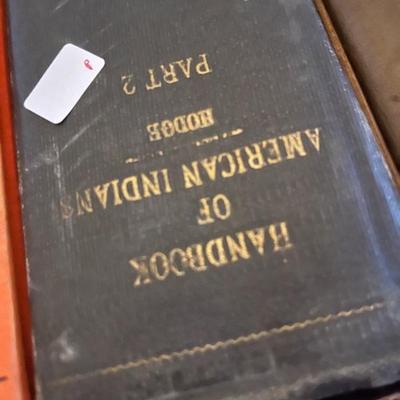 HANDBOOK
OF
AMERICAN INDIANS
HODGE
PART 2